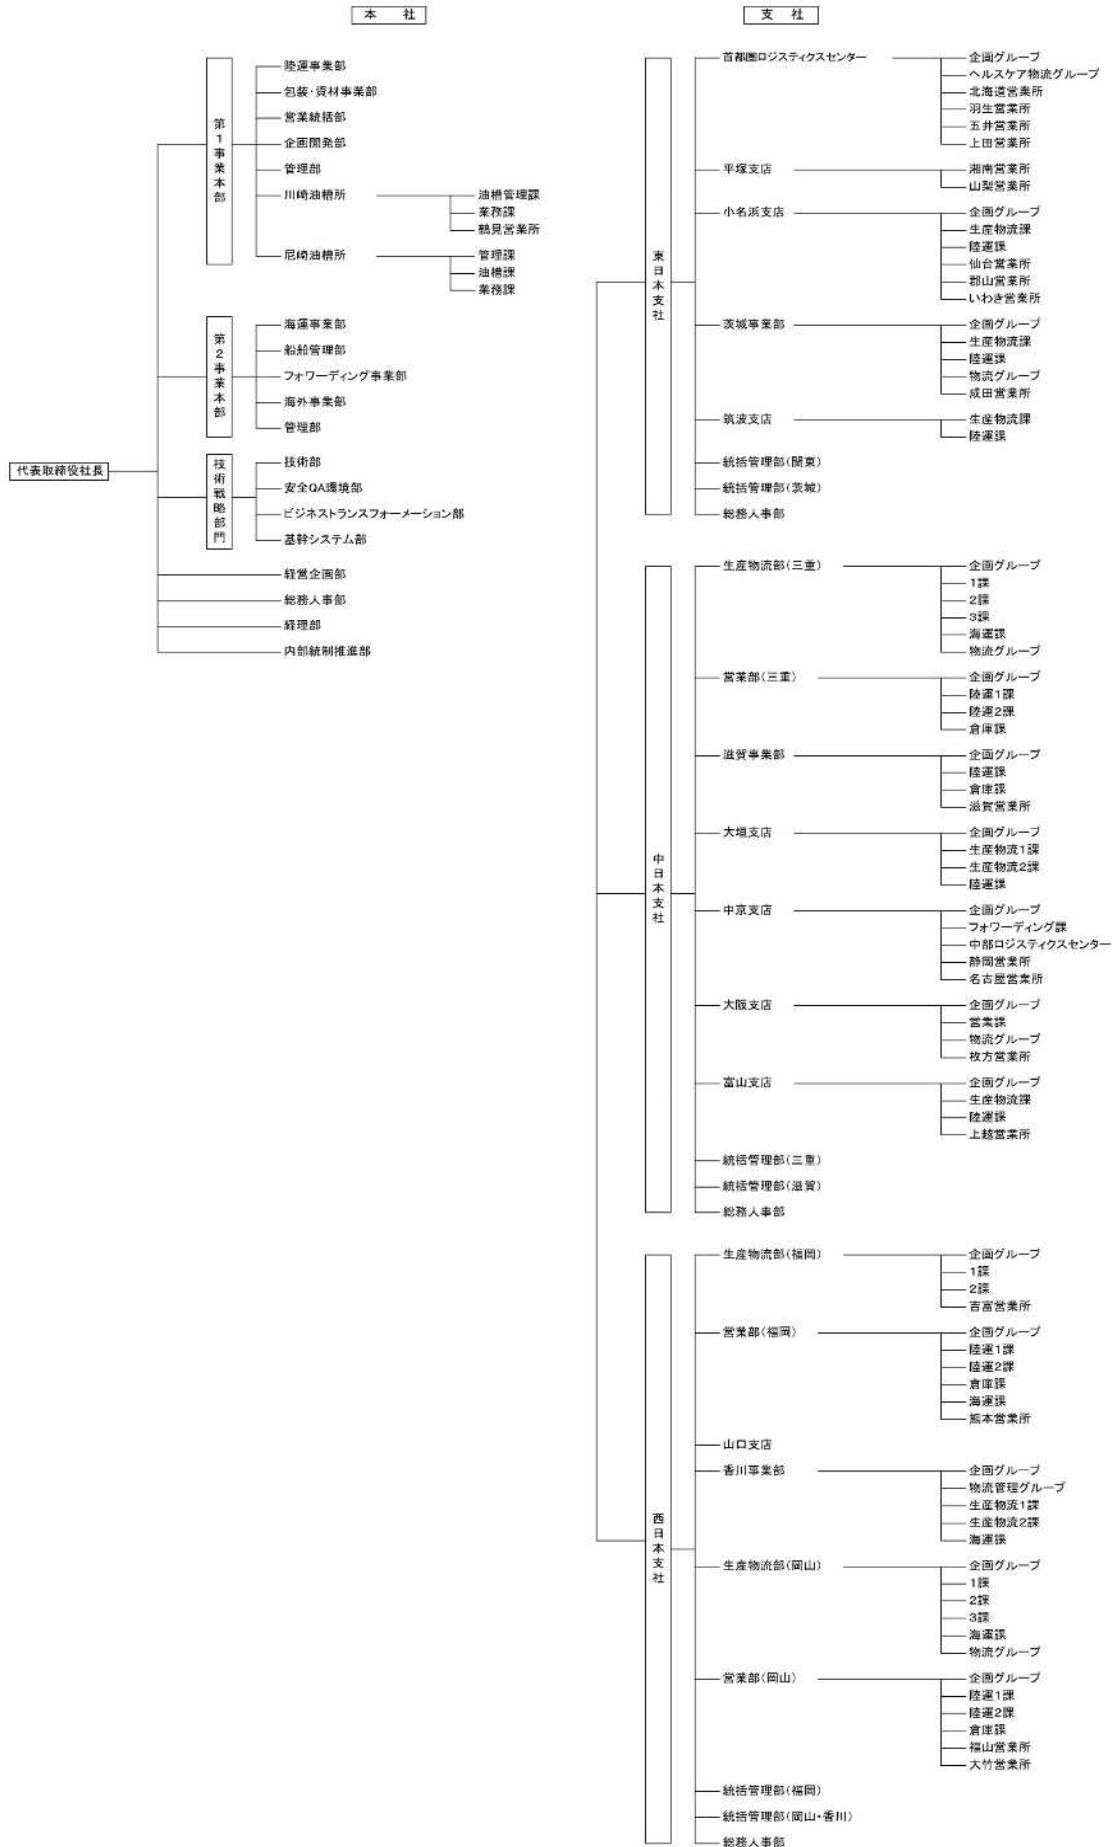 本　社
第1事業本部
陸運事業部
包装・資材事業部
営業統括部
企画開発部
管理部
川崎油槽所
油槽管理課
業務課
鶴見営業所
尼崎油槽所
管理課
油槽課
業務課
第2事業本部
海運事業部
船舶管理部
フォワーディング事業部
海外事業部
管理部
代表取締役社長
技術戦略部門
技術部
安全QA環境部
ビジネストランスフォーメーション部
基幹システム部
経営企画部
総務人事部
経理部
内部統制推進部
支　社
東日本支社
首都圏ロジスティクスセンター
企画グループ
ヘルスケア物流グループ
北海道営業所
羽生営業所
五井営業所
上田営業所
平塚支店
湘南営業所
山梨営業所
小名浜支店
企画グループ
生産物流課
陸運課
仙台営業所
郡山営業所
いわき営業所
茨城事業部
企画グループ
生産物流課
陸運課
物流グループ
成田営業所
筑波支店
生産物流課
陸運課
統括管理部(関東)
統括管理部(茨城)
総務人事部
中日本支社
生産物流部(三重)
企画グループ
1課
2課
3課
海運課
物流グループ
営業部(三重)
企画グループ
陸運1課
陸運2課
倉庫課
滋賀事業部
企画グループ
陸運課
倉庫課
滋賀営業所
大垣支店
企画グループ
生産物流1課
生産物流2課
陸運課
中京支店
企画グループ
フォワーディング課
中部ロジスティクスセンター
静岡営業所
名古屋営業所
大阪支店
企画グループ
営業課
物流グループ
枚方営業所
富山支店
企画グループ
生産物流課
陸運課
上越営業所
統括管理部(三重)
統括管理部(滋賀)
総務人事部
西日本支社
生産物流部(福岡)
企画グループ
1課
2課
吉富営業所
営業部(福岡)
企画グループ
陸運1課
陸運2課
倉庫課
海運課
熊本営業所
山口支店
香川事業部
企画グループ
物流管理グループ
生産物流1課
生産物流2課
海運課
生産物流部(岡山)
企画グループ
1課
2課
3課
海運課
物流グループ
営業部(岡山)
企画グループ
陸運1課
陸運2課
倉庫課
福山営業所
大竹営業所
統括管理部(福岡)
統括管理部(岡山・香川)
総務人事部